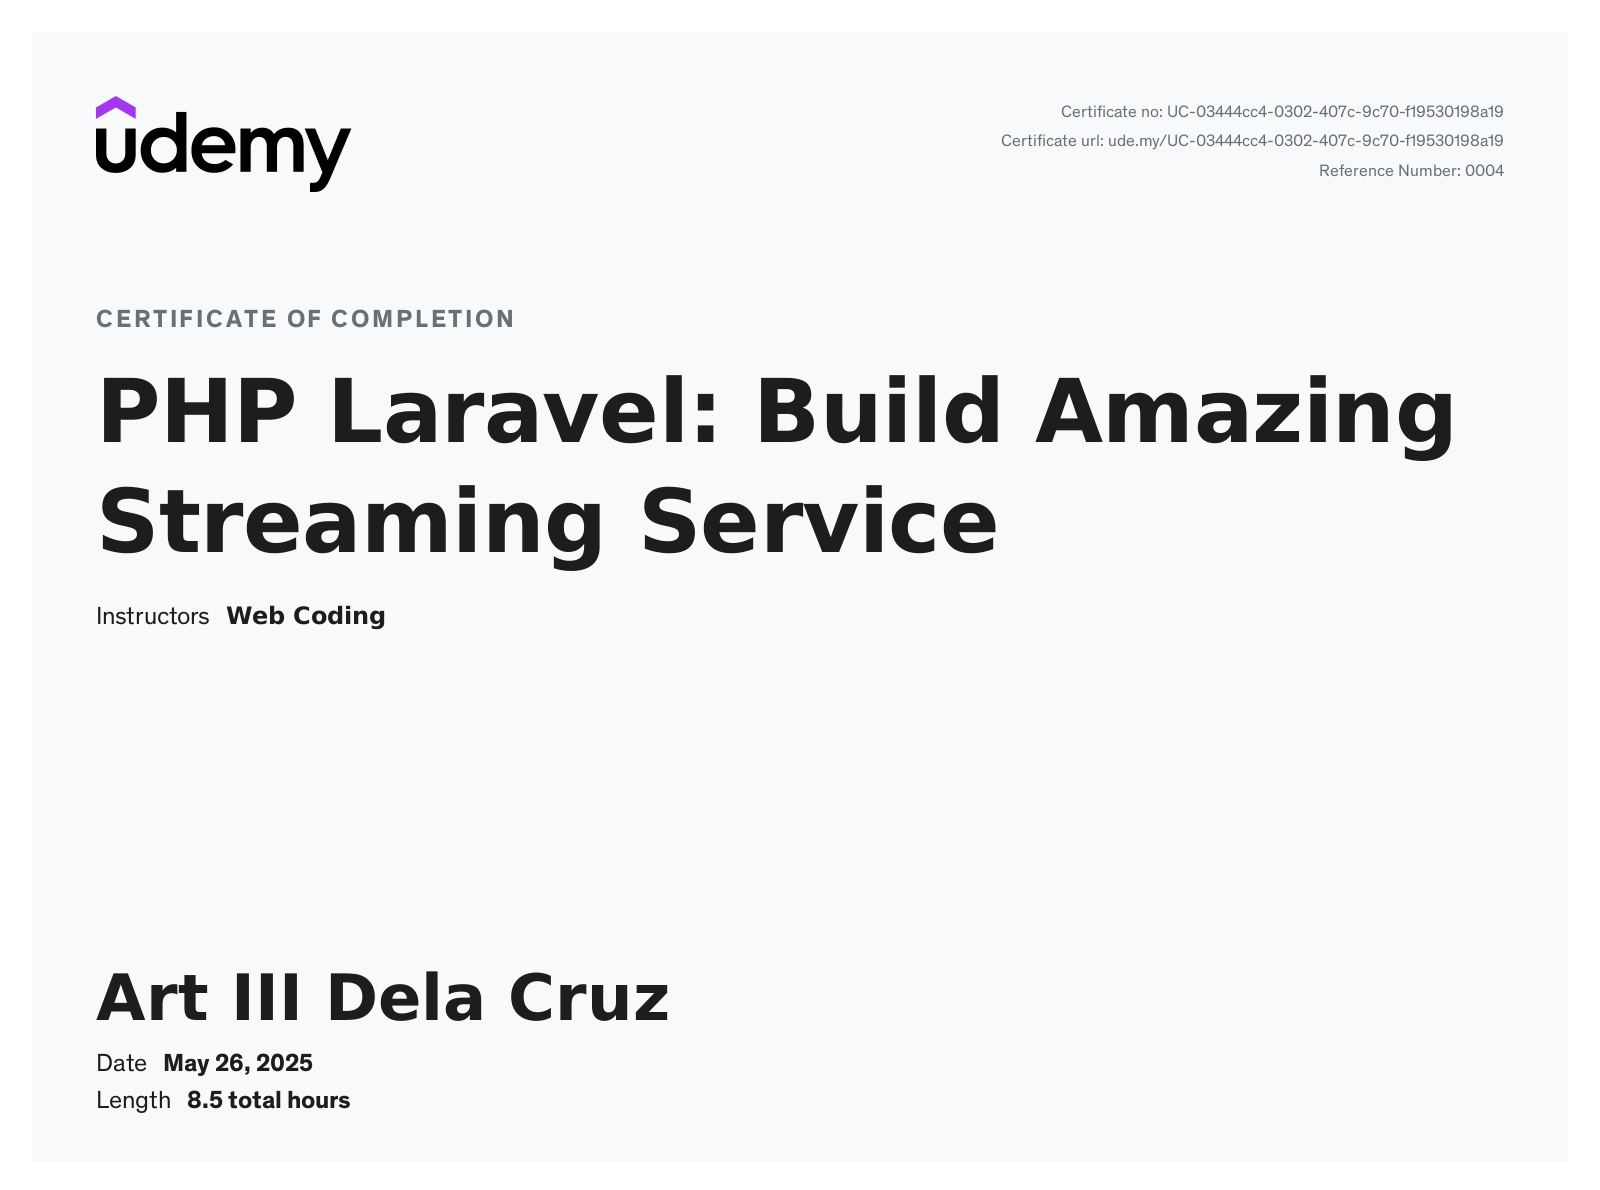 udemy
Certificate no: UC-03444cc4-0302-407c-9c70-f19530198a19
Certificate url: ude.my/UC-03444cc4-0302-407c-9c70-f19530198a19
Reference Number: 0004
CERTIFICATE OF COMPLETION
PHP Laravel: Build Amazing
Streaming Service
Instructors Web Coding
Art III Dela Cruz
Date May 26, 2025
Length 8.5 total hours